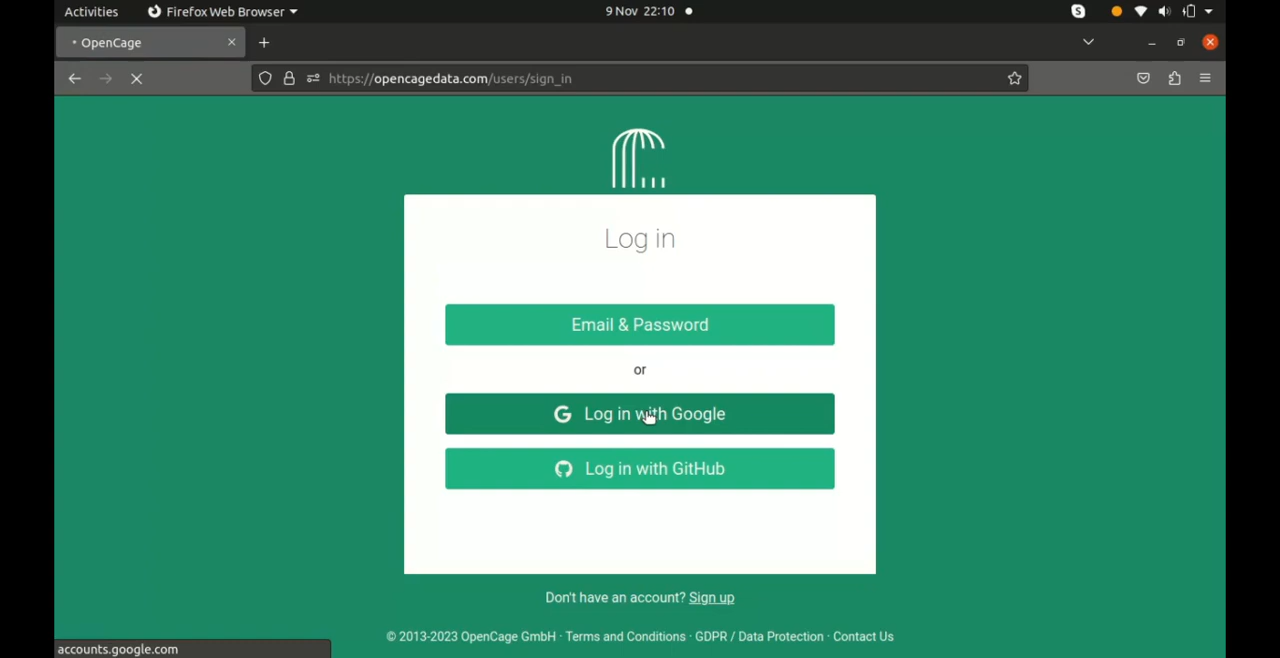 Activities Firefox Web Browser 9 Nov 22:10
OpenCage
https://opencagedata.com/users/sign_in
Log in
Email & Password
or
Log in with Google
Log in with GitHub
Don't have an account? Sign up
© 2013-2023 OpenCage GmbH · Terms and Conditions · GDPR / Data Protection · Contact Us
accounts.google.com